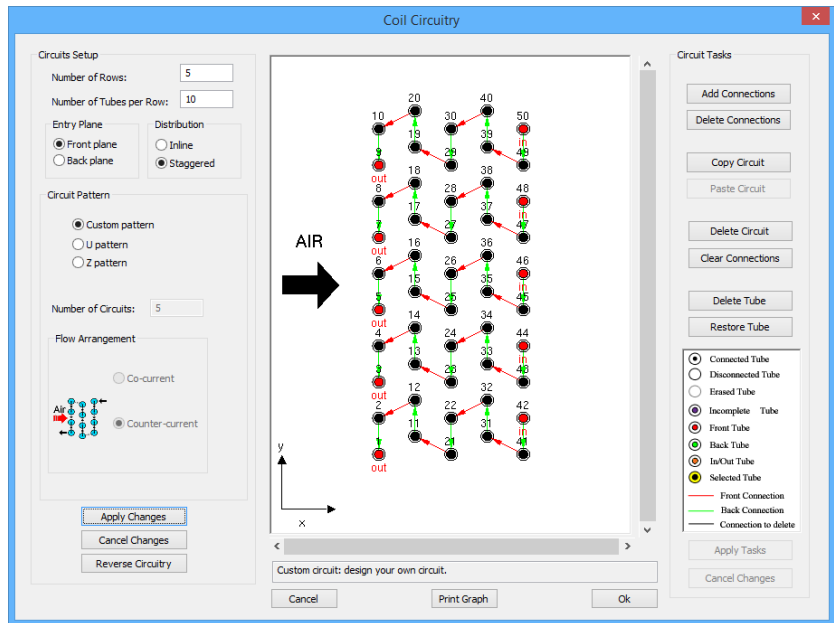 Coil Circuitry
Circuits Setup
Number of Rows: 5
Number of Tubes per Row: 10
Entry Plane
Front plane
Back plane
Distribution
Inline
Staggered
Circuit Pattern
Custom pattern
U pattern
Z pattern
Number of Circuits: 5
Flow Arrangement
Air
Co-current
Counter-current
Apply Changes
Cancel Changes
Reverse Circuitry
AIR
20 40
10 30 50
19 39 in
9 29 49
out
18 38
8 28 48
17 37 in
7 27 47
out
16 36
6 26 46
15 35 in
5 25 45
out
14 34
4 24 44
13 33 in
3 23 43
out
12 32
2 22 42
11 31 in
1 21 41
out
y
x
Custom circuit: design your own circuit.
Cancel
Print Graph
Ok
Circuit Tasks
Add Connections
Delete Connections
Copy Circuit
Paste Circuit
Delete Circuit
Clear Connections
Delete Tube
Restore Tube
Connected Tube
Disconnected Tube
Erased Tube
Incomplete Tube
Front Tube
Back Tube
In/Out Tube
Selected Tube
Front Connection
Back Connection
Connection to delete
Apply Tasks
Cancel Changes